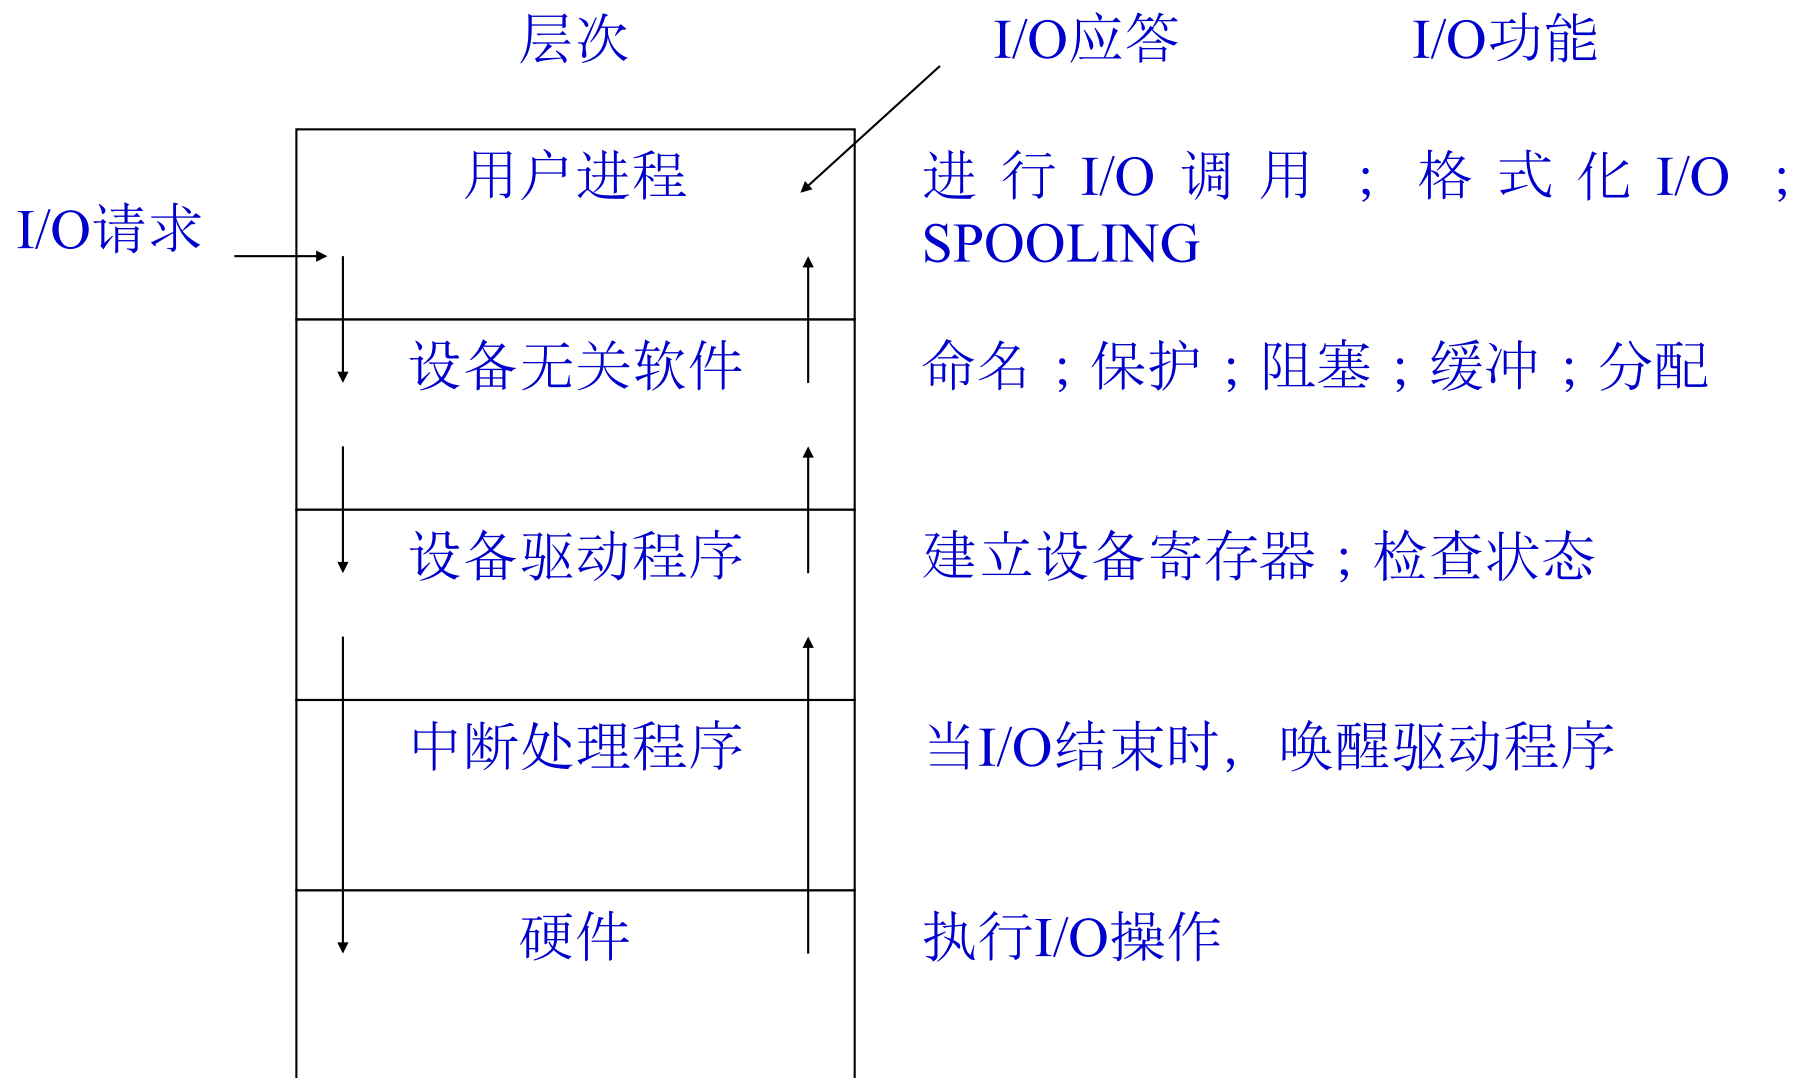 层次 I/O应答 I/O功能
用户进程 进行I/O调用；格式化I/O；
I/O请求 SPOOLING
设备无关软件 命名；保护；阻塞；缓冲；分配
设备驱动程序 建立设备寄存器；检查状态
中断处理程序 当I/O结束时，唤醒驱动程序
硬件 执行I/O操作